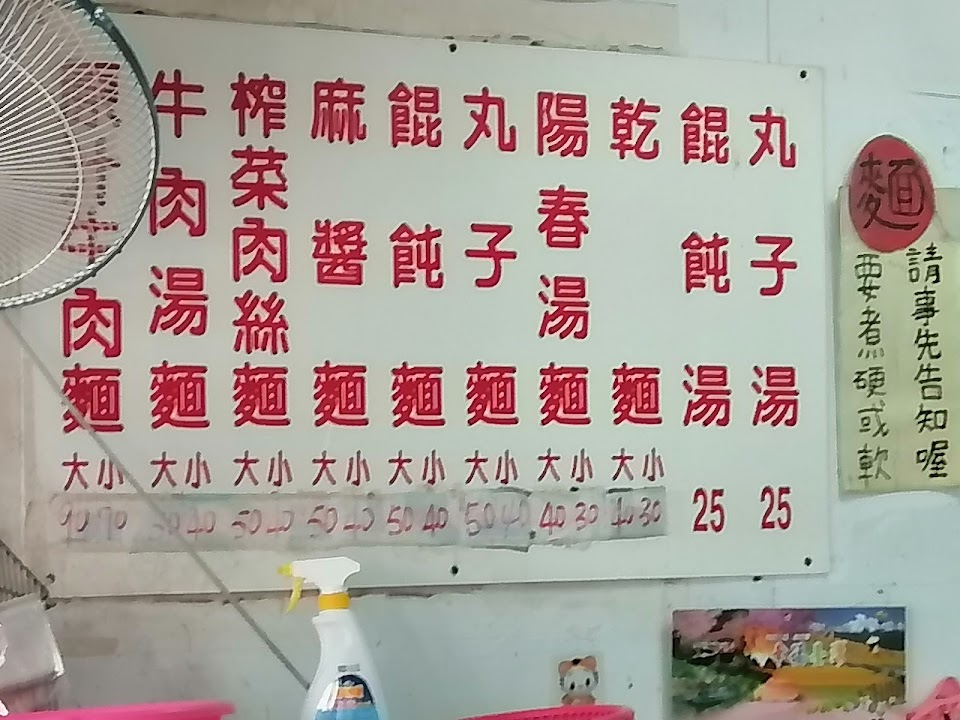 麵
請事先告知喔
要煮硬或軟
丸子湯 25
餛飩湯 25
乾麵 大小 40 30
陽春湯麵 大小 40 30
丸子麵 大小 50 40
餛飩麵 大小 50 40
麻醬麵 大小 50 40
榨菜肉絲麵 大小 50 40
牛肉湯麵 大小 50 40
牛肉麵 大小 90 70